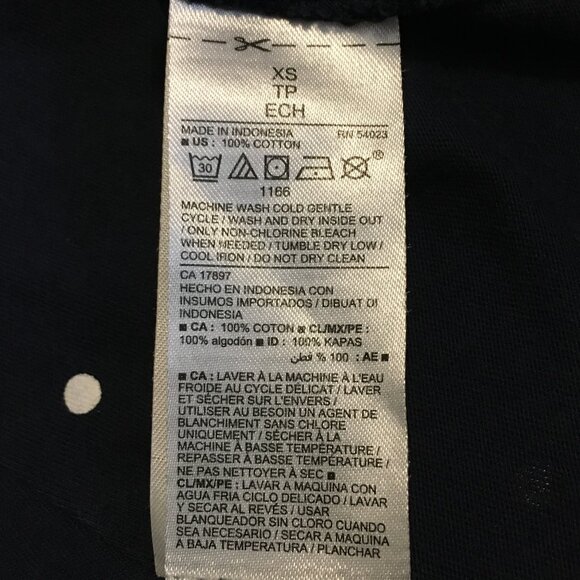 XS
TP
ECH
MADE IN INDONESIA RN 54023
■ US : 100% COTTON
30
®
1166
MACHINE WASH COLD GENTLE
CYCLE / WASH AND DRY INSIDE OUT
/ ONLY NON-CHLORINE BLEACH
WHEN NEEDED / TUMBLE DRY LOW /
COOL IRON / DO NOT DRY CLEAN
CA 17897
HECHO EN INDONESIA CON
INSUMOS IMPORTADOS / DIBUAT DI
INDONESIA
■ CA : 100% COTON ■ CL/MX/PE :
100% algodón ■ ID : 100% KAPAS
■ AE : 100 % قطن
■ CA : LAVER À LA MACHINE À L'EAU
FROIDE AU CYCLE DÉLICAT / LAVER
ET SÉCHER SUR L'ENVERS /
UTILISER AU BESOIN UN AGENT DE
BLANCHIMENT SANS CHLORE
UNIQUEMENT / SÉCHER À LA
MACHINE À BASSE TEMPÉRATURE /
REPASSER À BASSE TEMPÉRATURE /
NE PAS NETTOYER À SEC ■
CL/MX/PE : LAVAR A MAQUINA CON
AGUA FRIA CICLO DELICADO / LAVAR
Y SECAR AL REVÉS / USAR
BLANQUEADOR SIN CLORO CUANDO
SEA NECESARIO / SECAR A MAQUINA
A BAJA TEMPERATURA / PLANCHAR